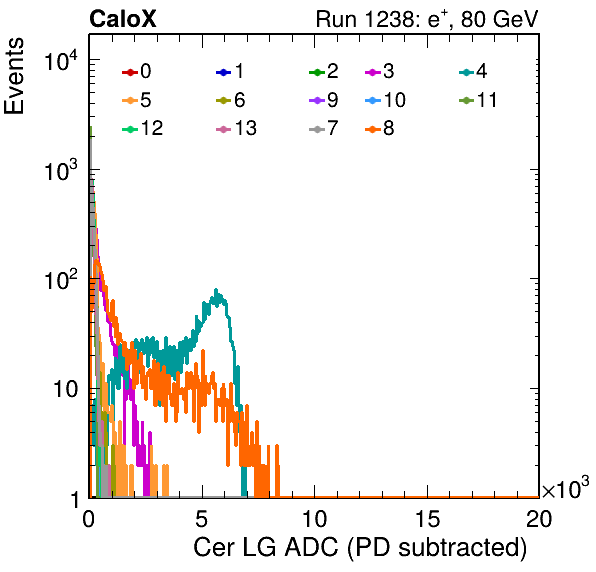 CaloX Run 1238: e⁺, 80 GeV
Events
10⁴
0 1 2 3 4
5 6 9 10 11
12 13 7 8
10³
10²
10
1
0 5 10 15 20
×10³
Cer LG ADC (PD subtracted)